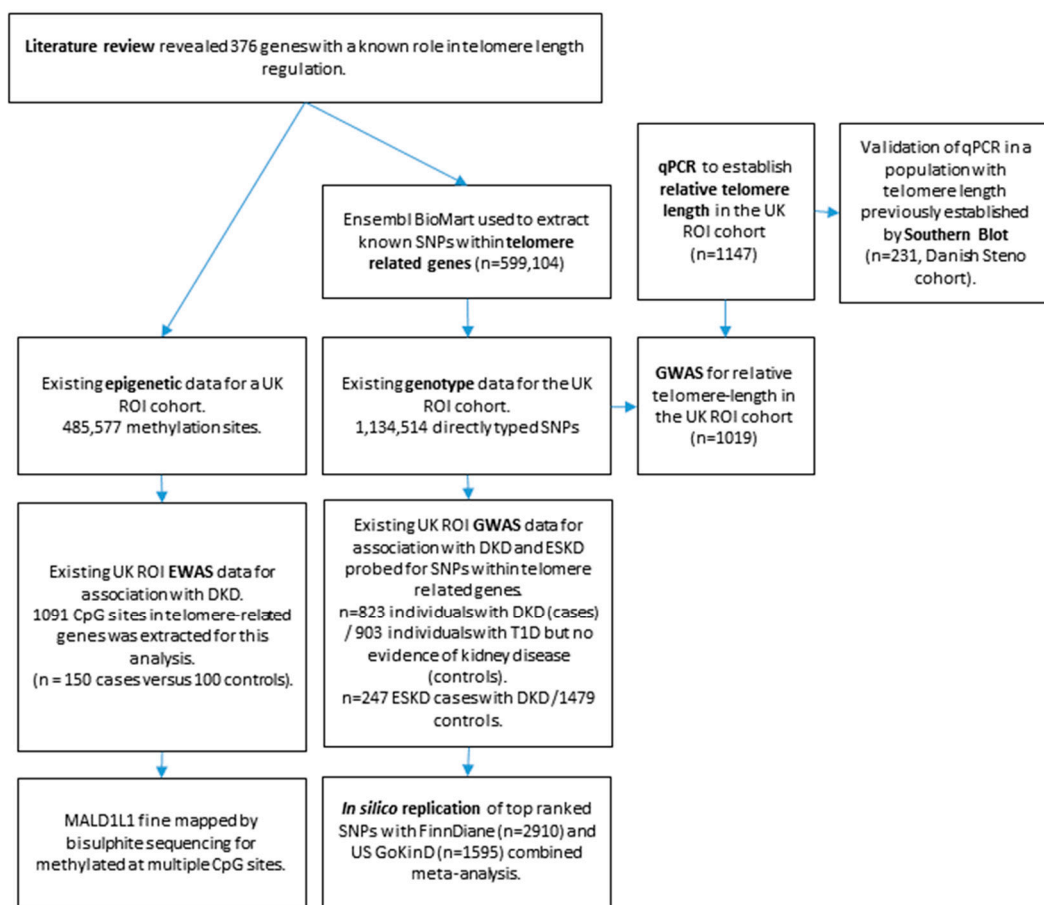 Literature review revealed 376 genes with a known role in telomere length
regulation.
Ensembl BioMart used to extract
known SNPs within telomere
related genes (n=599,104)
qPCR to establish
relative telomere
length in the UK
ROI cohort
(n=1147)
Validation of qPCR in a
population with
telomere length
previously established
by Southern Blot
(n=231, Danish Steno
cohort).
Existing epigenetic data for a UK
ROI cohort.
485,577 methylation sites.
Existing genotype data for the UK
ROI cohort.
1,134,514 directly typed SNPs
GWAS for relative
telomere-length in
the UK ROI cohort
(n=1019)
Existing UK ROI EWAS data for
association with DKD.
1091 CpG sites in telomere-related
genes was extracted for this
analysis.
(n = 150 cases versus 100 controls).
Existing UK ROI GWAS data for
association with DKD and ESKD
probed for SNPs within telomere
related genes.
n=823 individuals with DKD (cases)
/ 903 individuals with T1D but no
evidence of kidney disease
(controls).
n=247 ESKD cases with DKD/1479
controls.
MALD1L1 fine mapped by
bisulphite sequencing for
methylated at multiple CpG sites.
In silico replication of top ranked
SNPs with FinnDiane (n=2910) and
US GoKinD (n=1595) combined
meta-analysis.